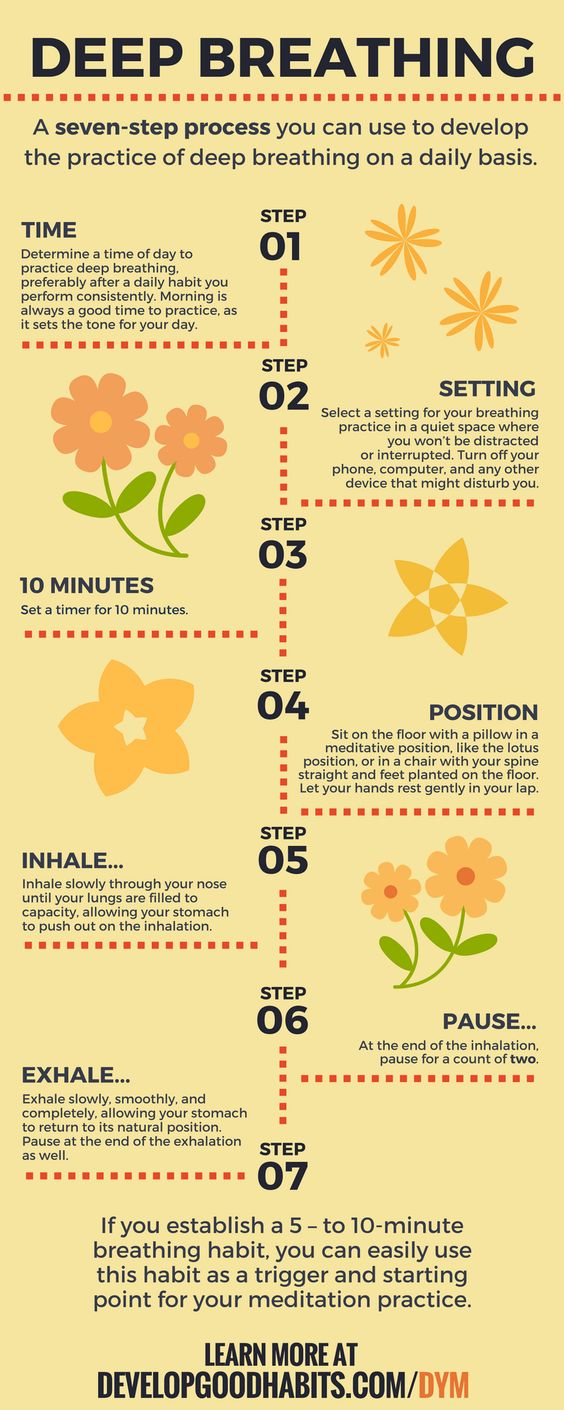 DEEP BREATHING
A seven-step process you can use to develop
the practice of deep breathing on a daily basis.
STEP
01
TIME
Determine a time of day to
practice deep breathing,
preferably after a daily habit you
perform consistently. Morning is
always a good time to practice, as
it sets the tone for your day.
STEP
02
SETTING
Select a setting for your breathing
practice in a quiet space where
you won't be distracted
or interrupted. Turn off your
phone, computer, and any other
device that might disturb you.
STEP
03
10 MINUTES
Set a timer for 10 minutes.
STEP
04
POSITION
Sit on the floor with a pillow in a
meditative position, like the lotus
position, or in a chair with your spine
straight and feet planted on the floor.
Let your hands rest gently in your lap.
STEP
05
INHALE...
Inhale slowly through your nose
until your lungs are filled to
capacity, allowing your stomach
to push out on the inhalation.
STEP
06
PAUSE...
At the end of the inhalation,
pause for a count of two.
EXHALE...
Exhale slowly, smoothly, and
completely, allowing your stomach
to return to its natural position.
Pause at the end of the exhalation
as well.
STEP
07
If you establish a 5 – to 10-minute
breathing habit, you can easily use
this habit as a trigger and starting
point for your meditation practice.
LEARN MORE AT
DEVELOPGOODHABITS.COM/DYM